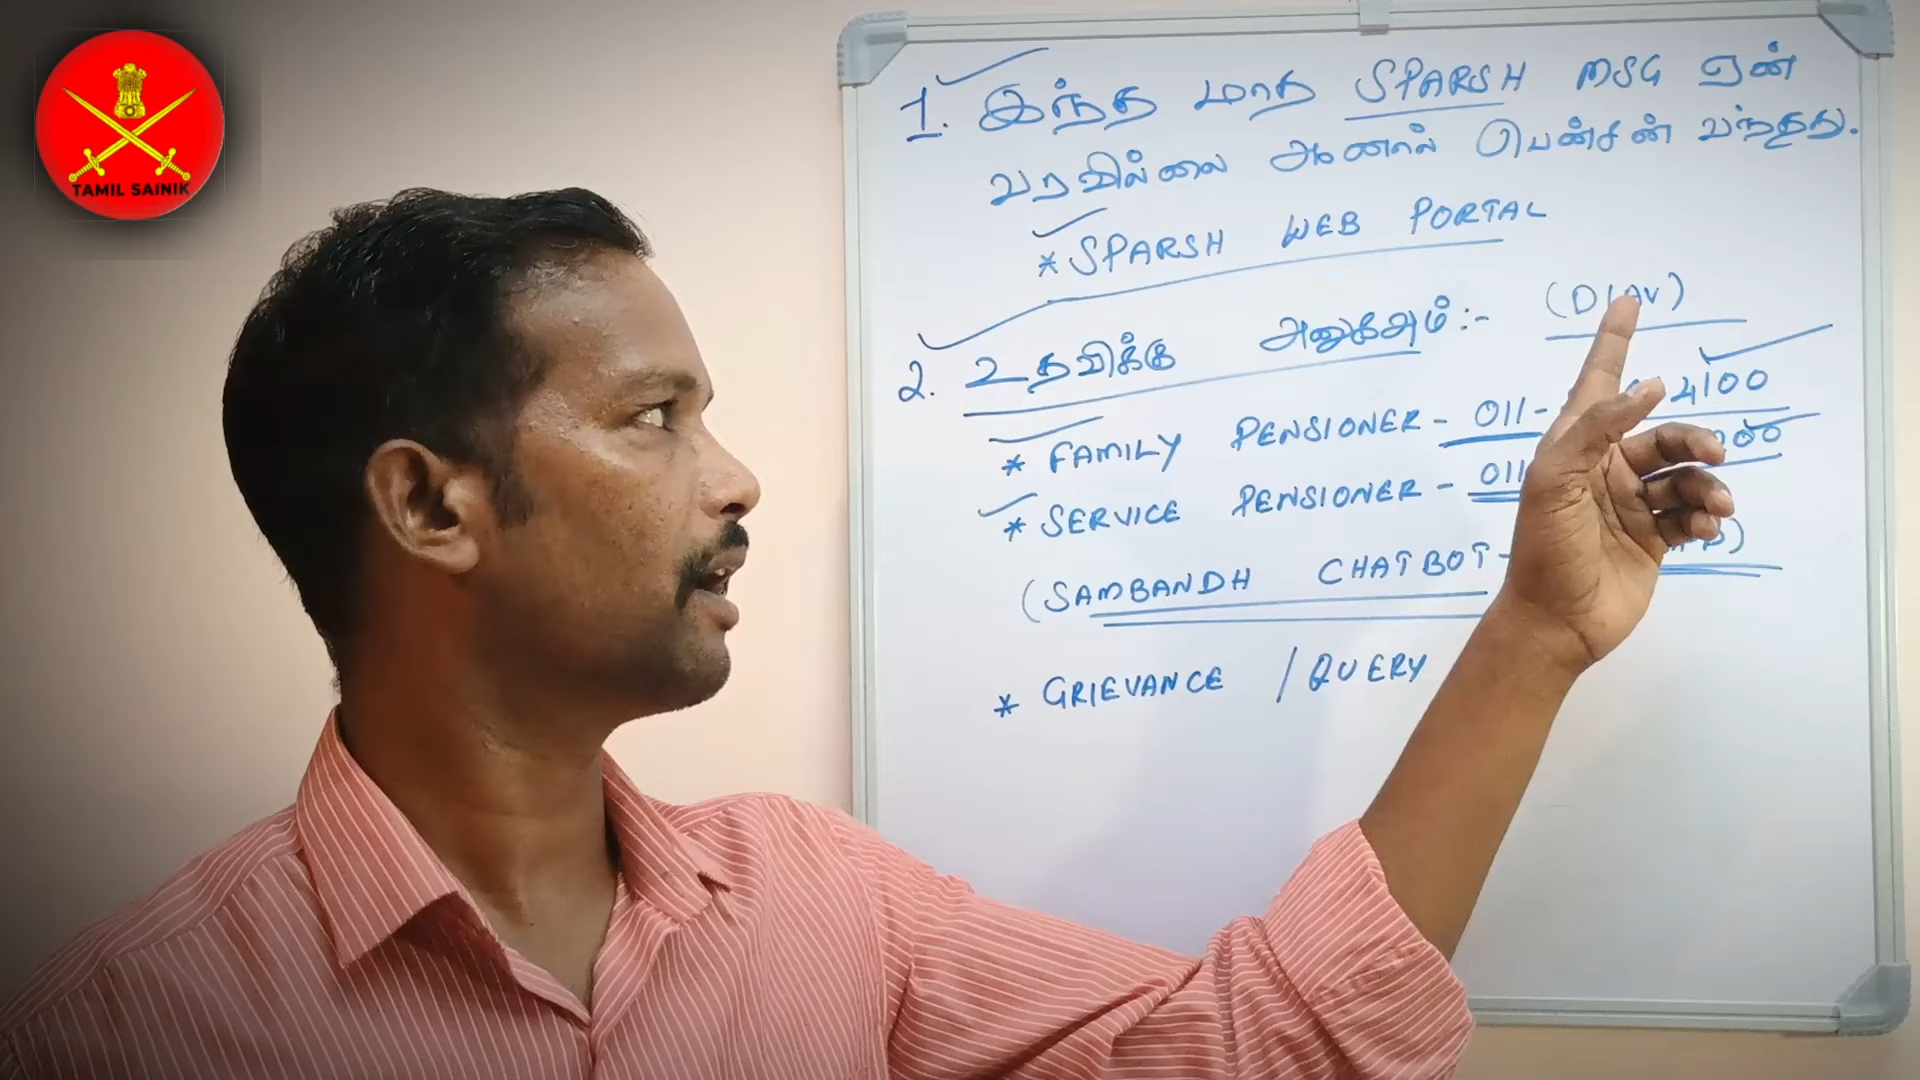 TAMIL SAINIK
1. இந்த மாத SPARSH MSG ஏன்
வரவில்லை ஆனால் பென்சன் வந்தது.
* SPARSH WEB PORTAL
2. உதவிக்கு அணுகவும் :- (DIAV)
* FAMILY PENSIONER - 011- 4100
* SERVICE PENSIONER - 011
(SAMBANDH CHATBOT -
* GRIEVANCE / QUERY